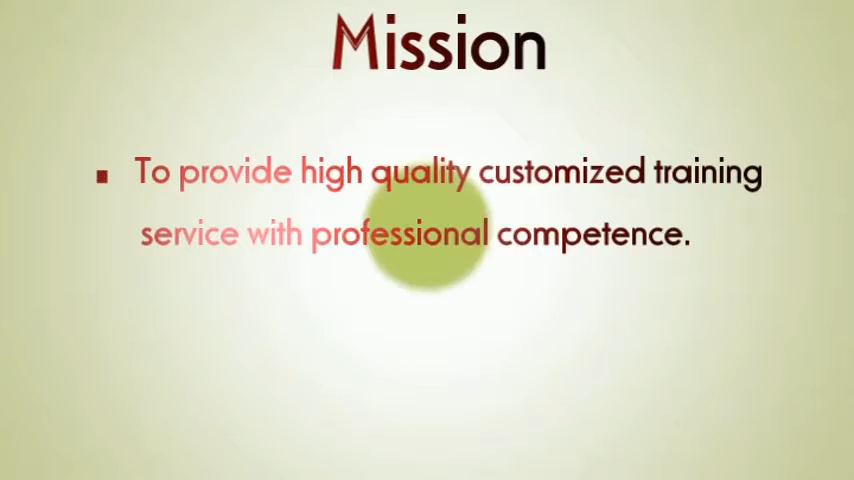 Mission
▪ To provide high quality customized training
service with professional competence.